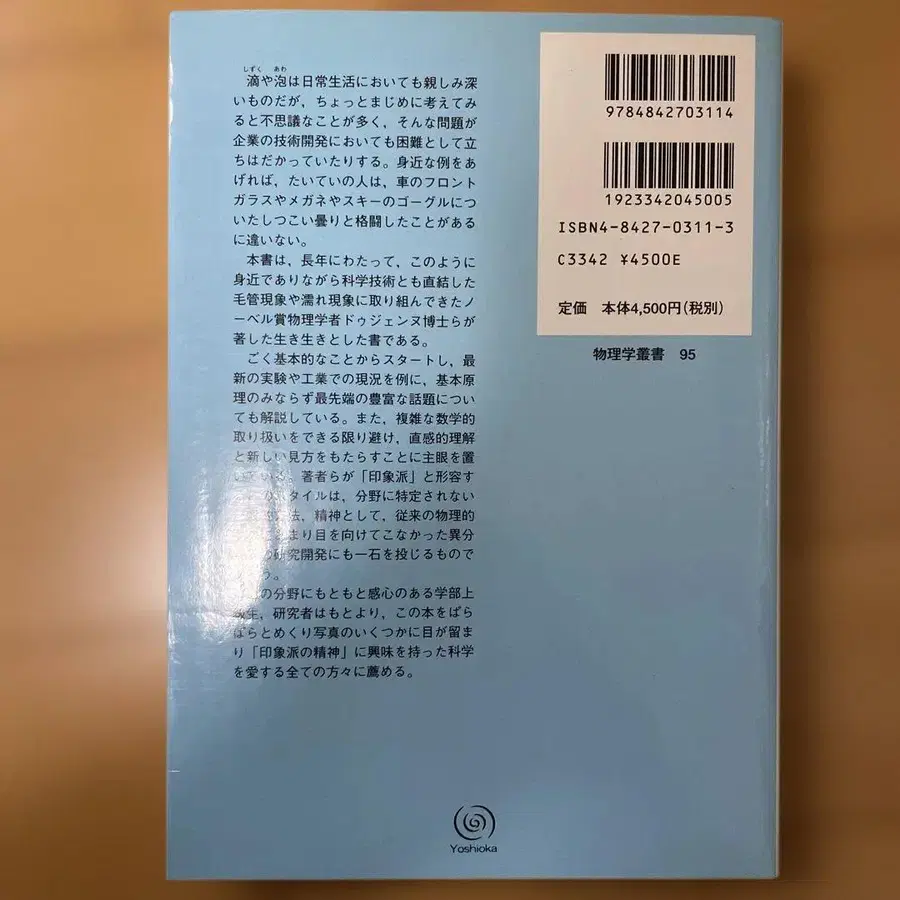 しずく あわ
滴や泡は日常生活においても親しみ深
いものだが，ちょっとまじめに考えてみ
ると不思議なことが多く，そんな問題が
企業の技術開発においても困難として立
ちはだかっていたりする。身近な例をあ
げれば，たいていの人は，車のフロント
ガラスやメガネやスキーのゴーグルについ
いたしつこい曇りと格闘したことがある
に違いない。
本書は，長年にわたって，このように
身近でありながら科学技術とも直結した
毛管現象や濡れ現象に取り組んできたノ
ーベル賞物理学者ドゥジェンヌ博士らが
著した生き生きとした書である。
ごく基本的なことからスタートし，最
新の実験や工業での現況を例に，基本原
理のみならず最先端の豊富な話題につい
ても解説している。また，複雑な数学的
取り扱いをできる限り避け，直感的理解
と新しい見方をもたらすことに主眼を置
いている。著者らが「印象派」と形容す
タイルは，分野に特定されない
法，精神として，従来の物理的
まり目を向けてこなかった異分
の研究開発にも一石を投じるもので
う。
の分野にもともと感心のある学部上
級生，研究者はもとより，この本をぱら
ぱらとめくり写真のいくつかに目が留ま
り「印象派の精神」に興味を持った科学
を愛する全ての方々に薦める。
9784842703114
1923342045005
ISBN4-8427-0311-3
C3342 ¥4500E
定価 本体4,500円(税別)
物理学叢書 95
Yoshioka